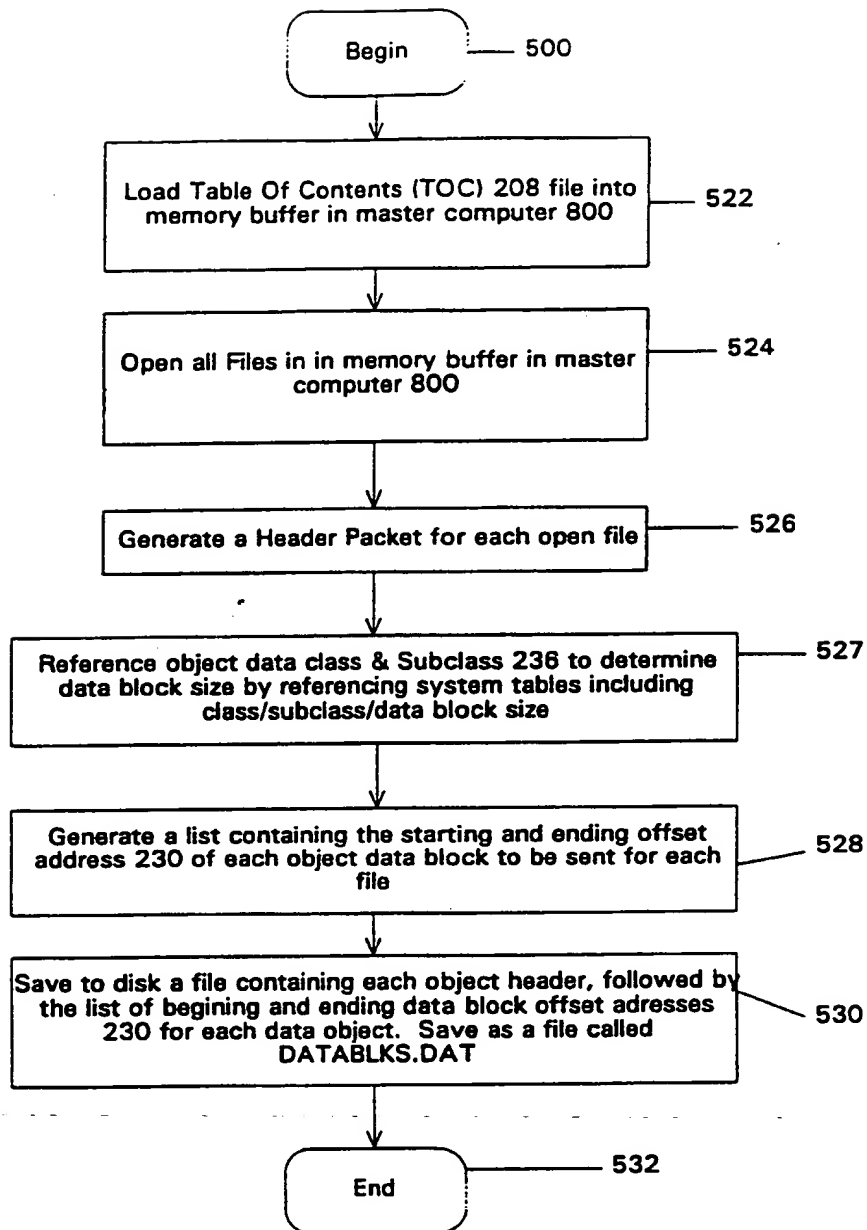 Begin
500
Load Table Of Contents (TOC) 208 file into
memory buffer in master computer 800
522
Open all Files in in memory buffer in master
computer 800
524
Generate a Header Packet for each open file
526
Reference object data class & Subclass 236 to determine
data block size by referencing system tables including
class/subclass/data block size
527
Generate a list containing the starting and ending offset
address 230 of each object data block to be sent for each
file
528
Save to disk a file containing each object header, followed by
the list of begining and ending data block offset adresses
230 for each data object. Save as a file called
DATABLKS.DAT
530
End
532